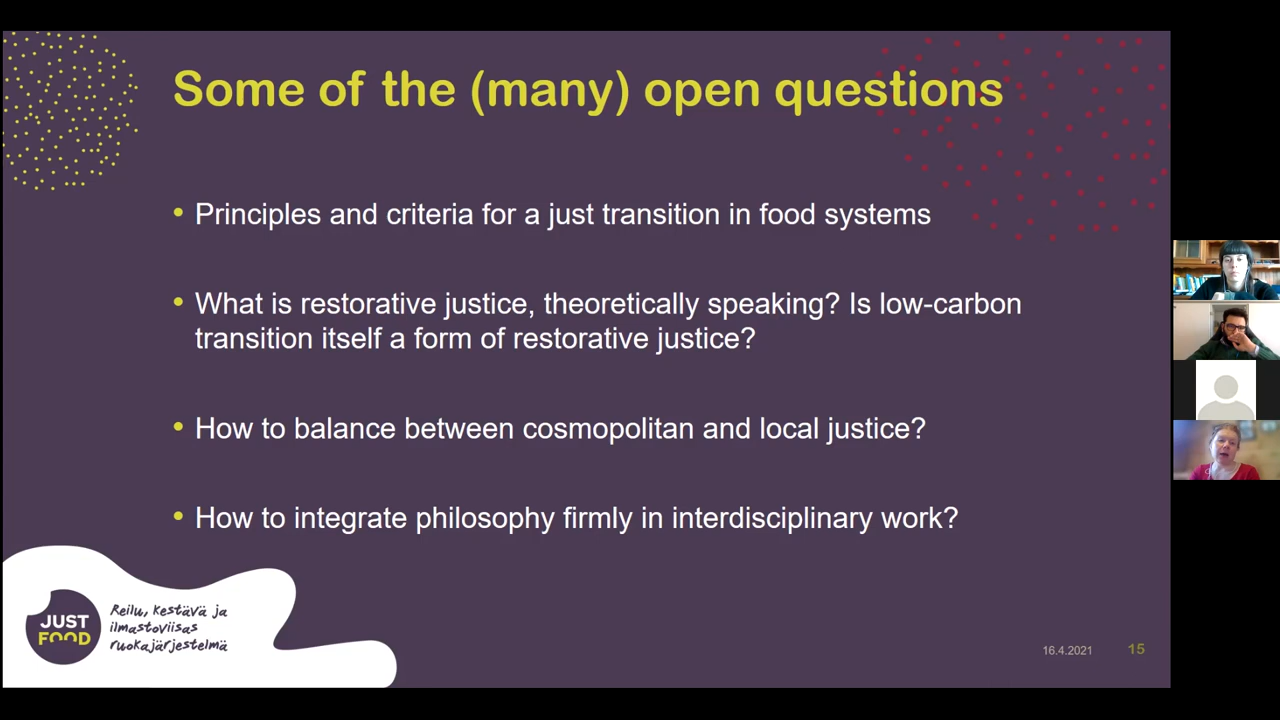 Some of the (many) open questions
• Principles and criteria for a just transition in food systems
• What is restorative justice, theoretically speaking? Is low-carbon
transition itself a form of restorative justice?
• How to balance between cosmopolitan and local justice?
• How to integrate philosophy firmly in interdisciplinary work?
JUST
FOOD
Reilu, kestävä ja
ilmastoviisas
ruokajärjestelmä
16.4.2021
15